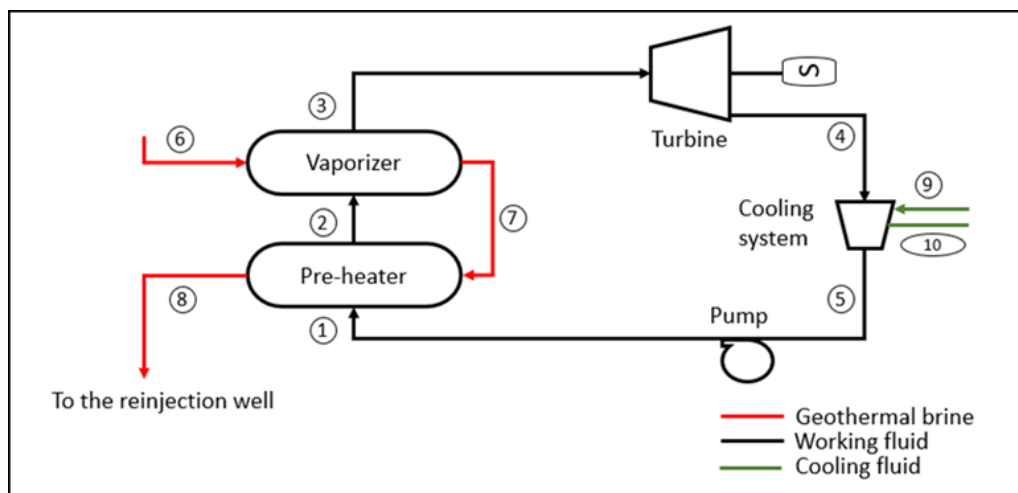 3
6
Vaporizer
S
Turbine
4
9
Cooling
system
10
2
7
Pre-heater
8
1
5
Pump
To the reinjection well
Geothermal brine
Working fluid
Cooling fluid